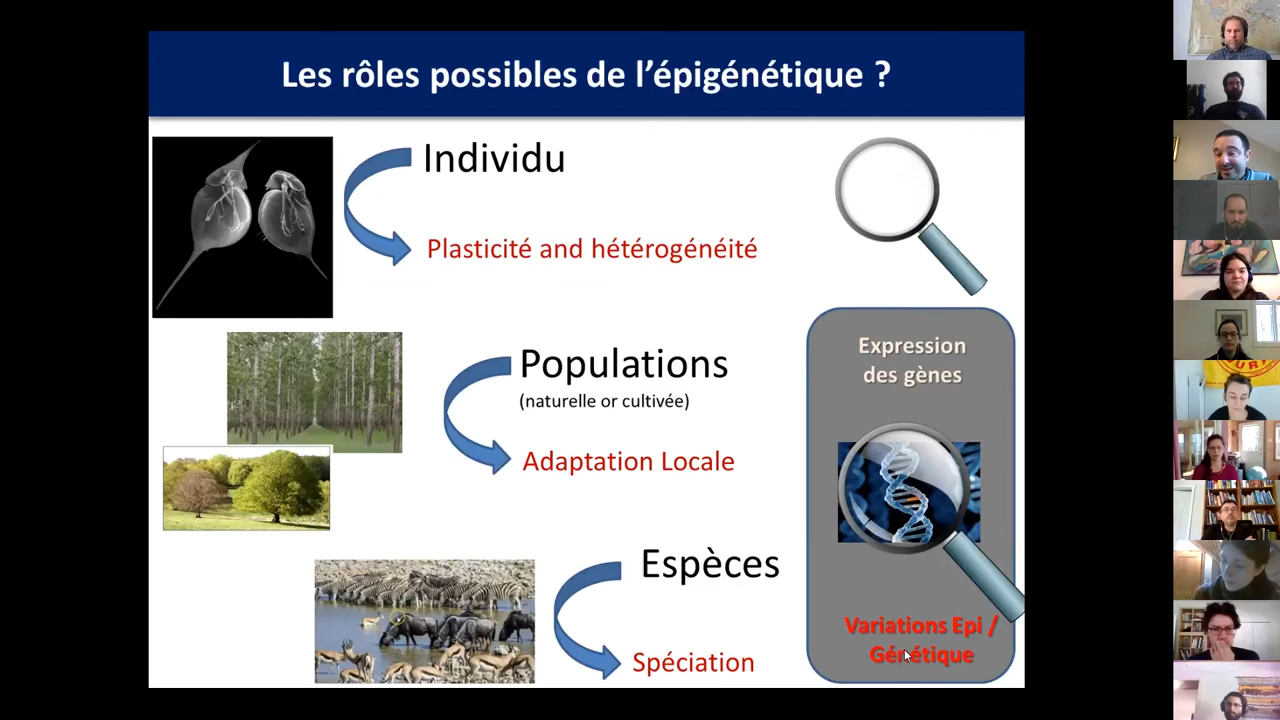 Les rôles possibles de l'épigénétique ?
Individu
Plasticité and hétérogénéité
Populations
(naturelle or cultivée)
Adaptation Locale
Espèces
Spéciation
Expression
des gènes
Variations Epi /
Génétique